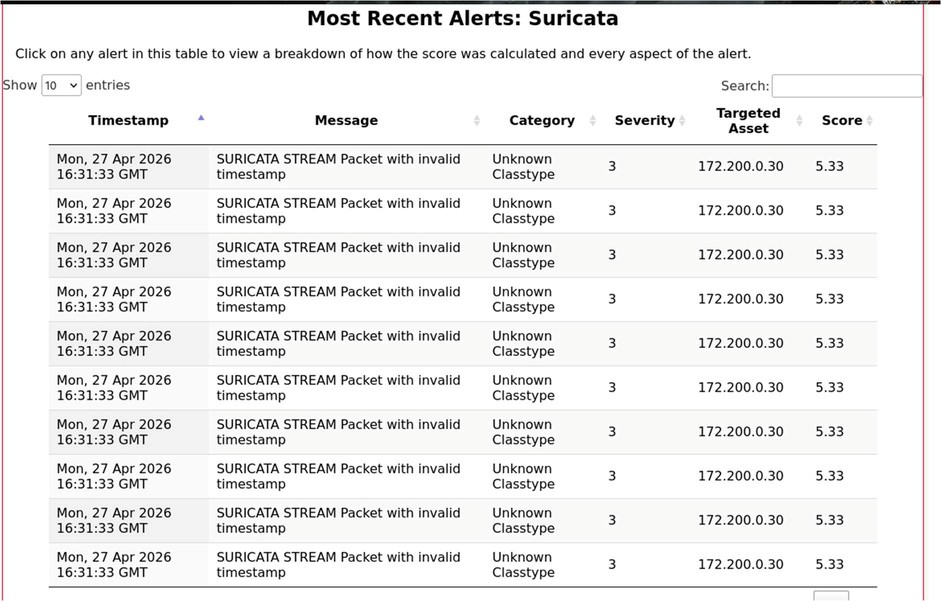 Most Recent Alerts: Suricata
Click on any alert in this table to view a breakdown of how the score was calculated and every aspect of the alert.
Show 10 entries
Search:
Timestamp Message Category Severity Targeted Asset Score
Mon, 27 Apr 2026 SURICATA STREAM Packet with invalid Unknown 3 172.200.0.30 5.33
16:31:33 GMT timestamp Classtype
Mon, 27 Apr 2026 SURICATA STREAM Packet with invalid Unknown 3 172.200.0.30 5.33
16:31:33 GMT timestamp Classtype
Mon, 27 Apr 2026 SURICATA STREAM Packet with invalid Unknown 3 172.200.0.30 5.33
16:31:33 GMT timestamp Classtype
Mon, 27 Apr 2026 SURICATA STREAM Packet with invalid Unknown 3 172.200.0.30 5.33
16:31:33 GMT timestamp Classtype
Mon, 27 Apr 2026 SURICATA STREAM Packet with invalid Unknown 3 172.200.0.30 5.33
16:31:33 GMT timestamp Classtype
Mon, 27 Apr 2026 SURICATA STREAM Packet with invalid Unknown 3 172.200.0.30 5.33
16:31:33 GMT timestamp Classtype
Mon, 27 Apr 2026 SURICATA STREAM Packet with invalid Unknown 3 172.200.0.30 5.33
16:31:33 GMT timestamp Classtype
Mon, 27 Apr 2026 SURICATA STREAM Packet with invalid Unknown 3 172.200.0.30 5.33
16:31:33 GMT timestamp Classtype
Mon, 27 Apr 2026 SURICATA STREAM Packet with invalid Unknown 3 172.200.0.30 5.33
16:31:33 GMT timestamp Classtype
Mon, 27 Apr 2026 SURICATA STREAM Packet with invalid Unknown 3 172.200.0.30 5.33
16:31:33 GMT timestamp Classtype